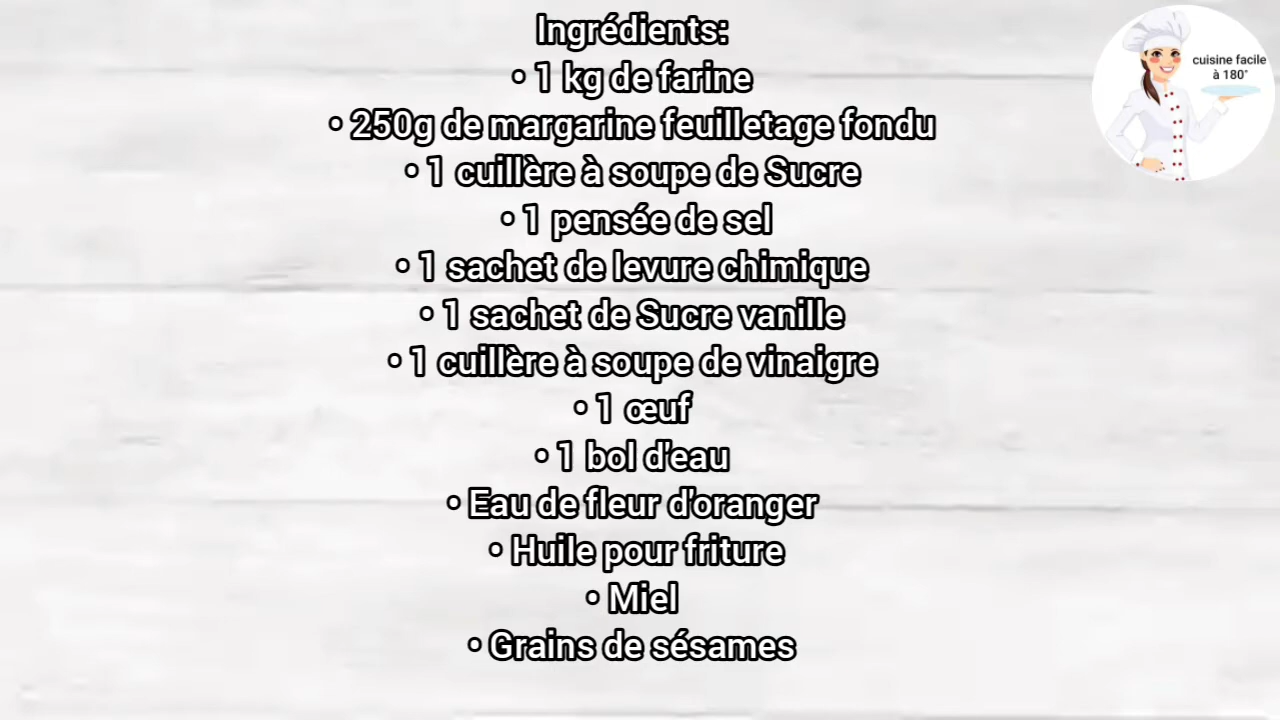 Ingrédients:
• 1 kg de farine
• 250g de margarine feuilletage fondu
• 1 cuillère à soupe de Sucre
• 1 pensée de sel
• 1 sachet de levure chimique
• 1 sachet de Sucre vanille
• 1 cuillère à soupe de vinaigre
• 1 œuf
• 1 bol d'eau
• Eau de fleur d'oranger
• Huile pour friture
• Miel
• Grains de sésames
cuisine facile
à 180°